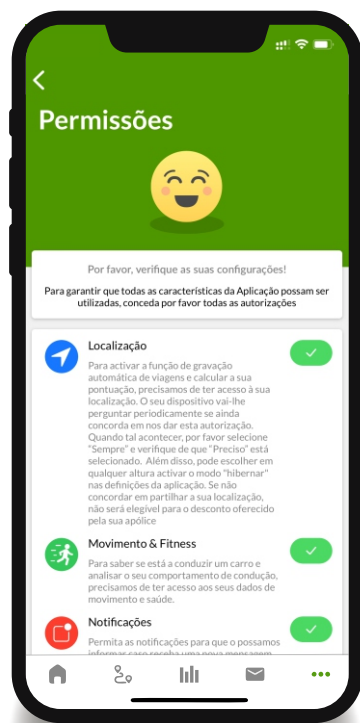 Permissões
Por favor, verifique as suas configurações!
Para garantir que todas as características da Aplicação possam ser
utilizadas, conceda por favor todas as autorizações
Localização
Para activar a função de gravação
automática de viagens e calcular a sua
pontuação, precisamos de ter acesso à sua
localização. O seu dispositivo vai-lhe
perguntar periodicamente se ainda
concorda em nos dar esta autorização.
Quando tal acontecer, por favor selecione
"Sempre" e verifique de que "Preciso" está
selecionado. Além disso, pode escolher em
qualquer altura activar o modo "hibernar"
nas definições da aplicação. Se não
concordar em partilhar a sua localização,
não será elegível para o desconto oferecido
pela sua apólice
Movimento & Fitness
Para saber se está a conduzir um carro e
analisar o seu comportamento de condução,
precisamos de ter acesso aos seus dados de
movimento e saúde.
Notificações
Permita as notificações para que o possamos
informar caso receba uma nova mensagem